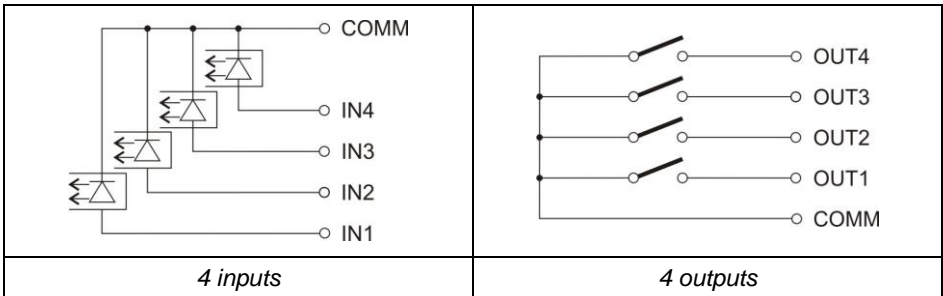 COMM
IN4
IN3
IN2
IN1
4 inputs
OUT4
OUT3
OUT2
OUT1
COMM
4 outputs